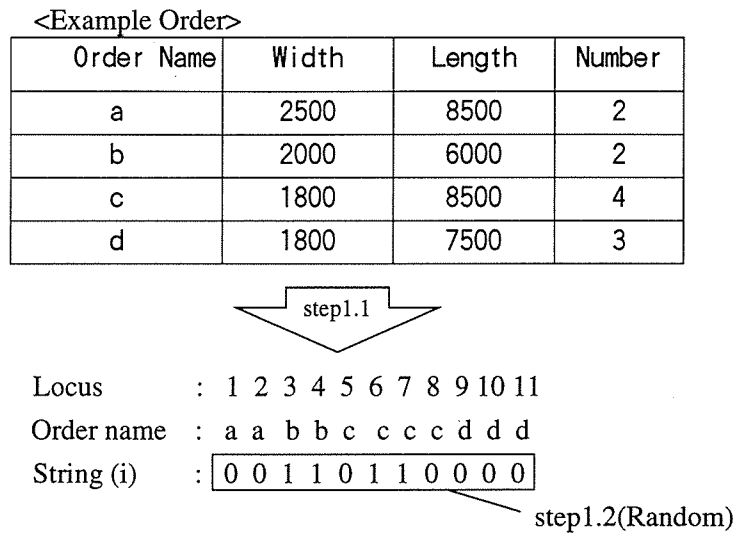 <Example Order>
Order Name Width Length Number
a 2500 8500 2
b 2000 6000 2
c 1800 8500 4
d 1800 7500 3
step1.1
Locus : 1 2 3 4 5 6 7 8 9 10 11
Order name : a a b b c c c c d d d
String (i) : 0 0 1 1 0 1 1 0 0 0 0
step1.2(Random)